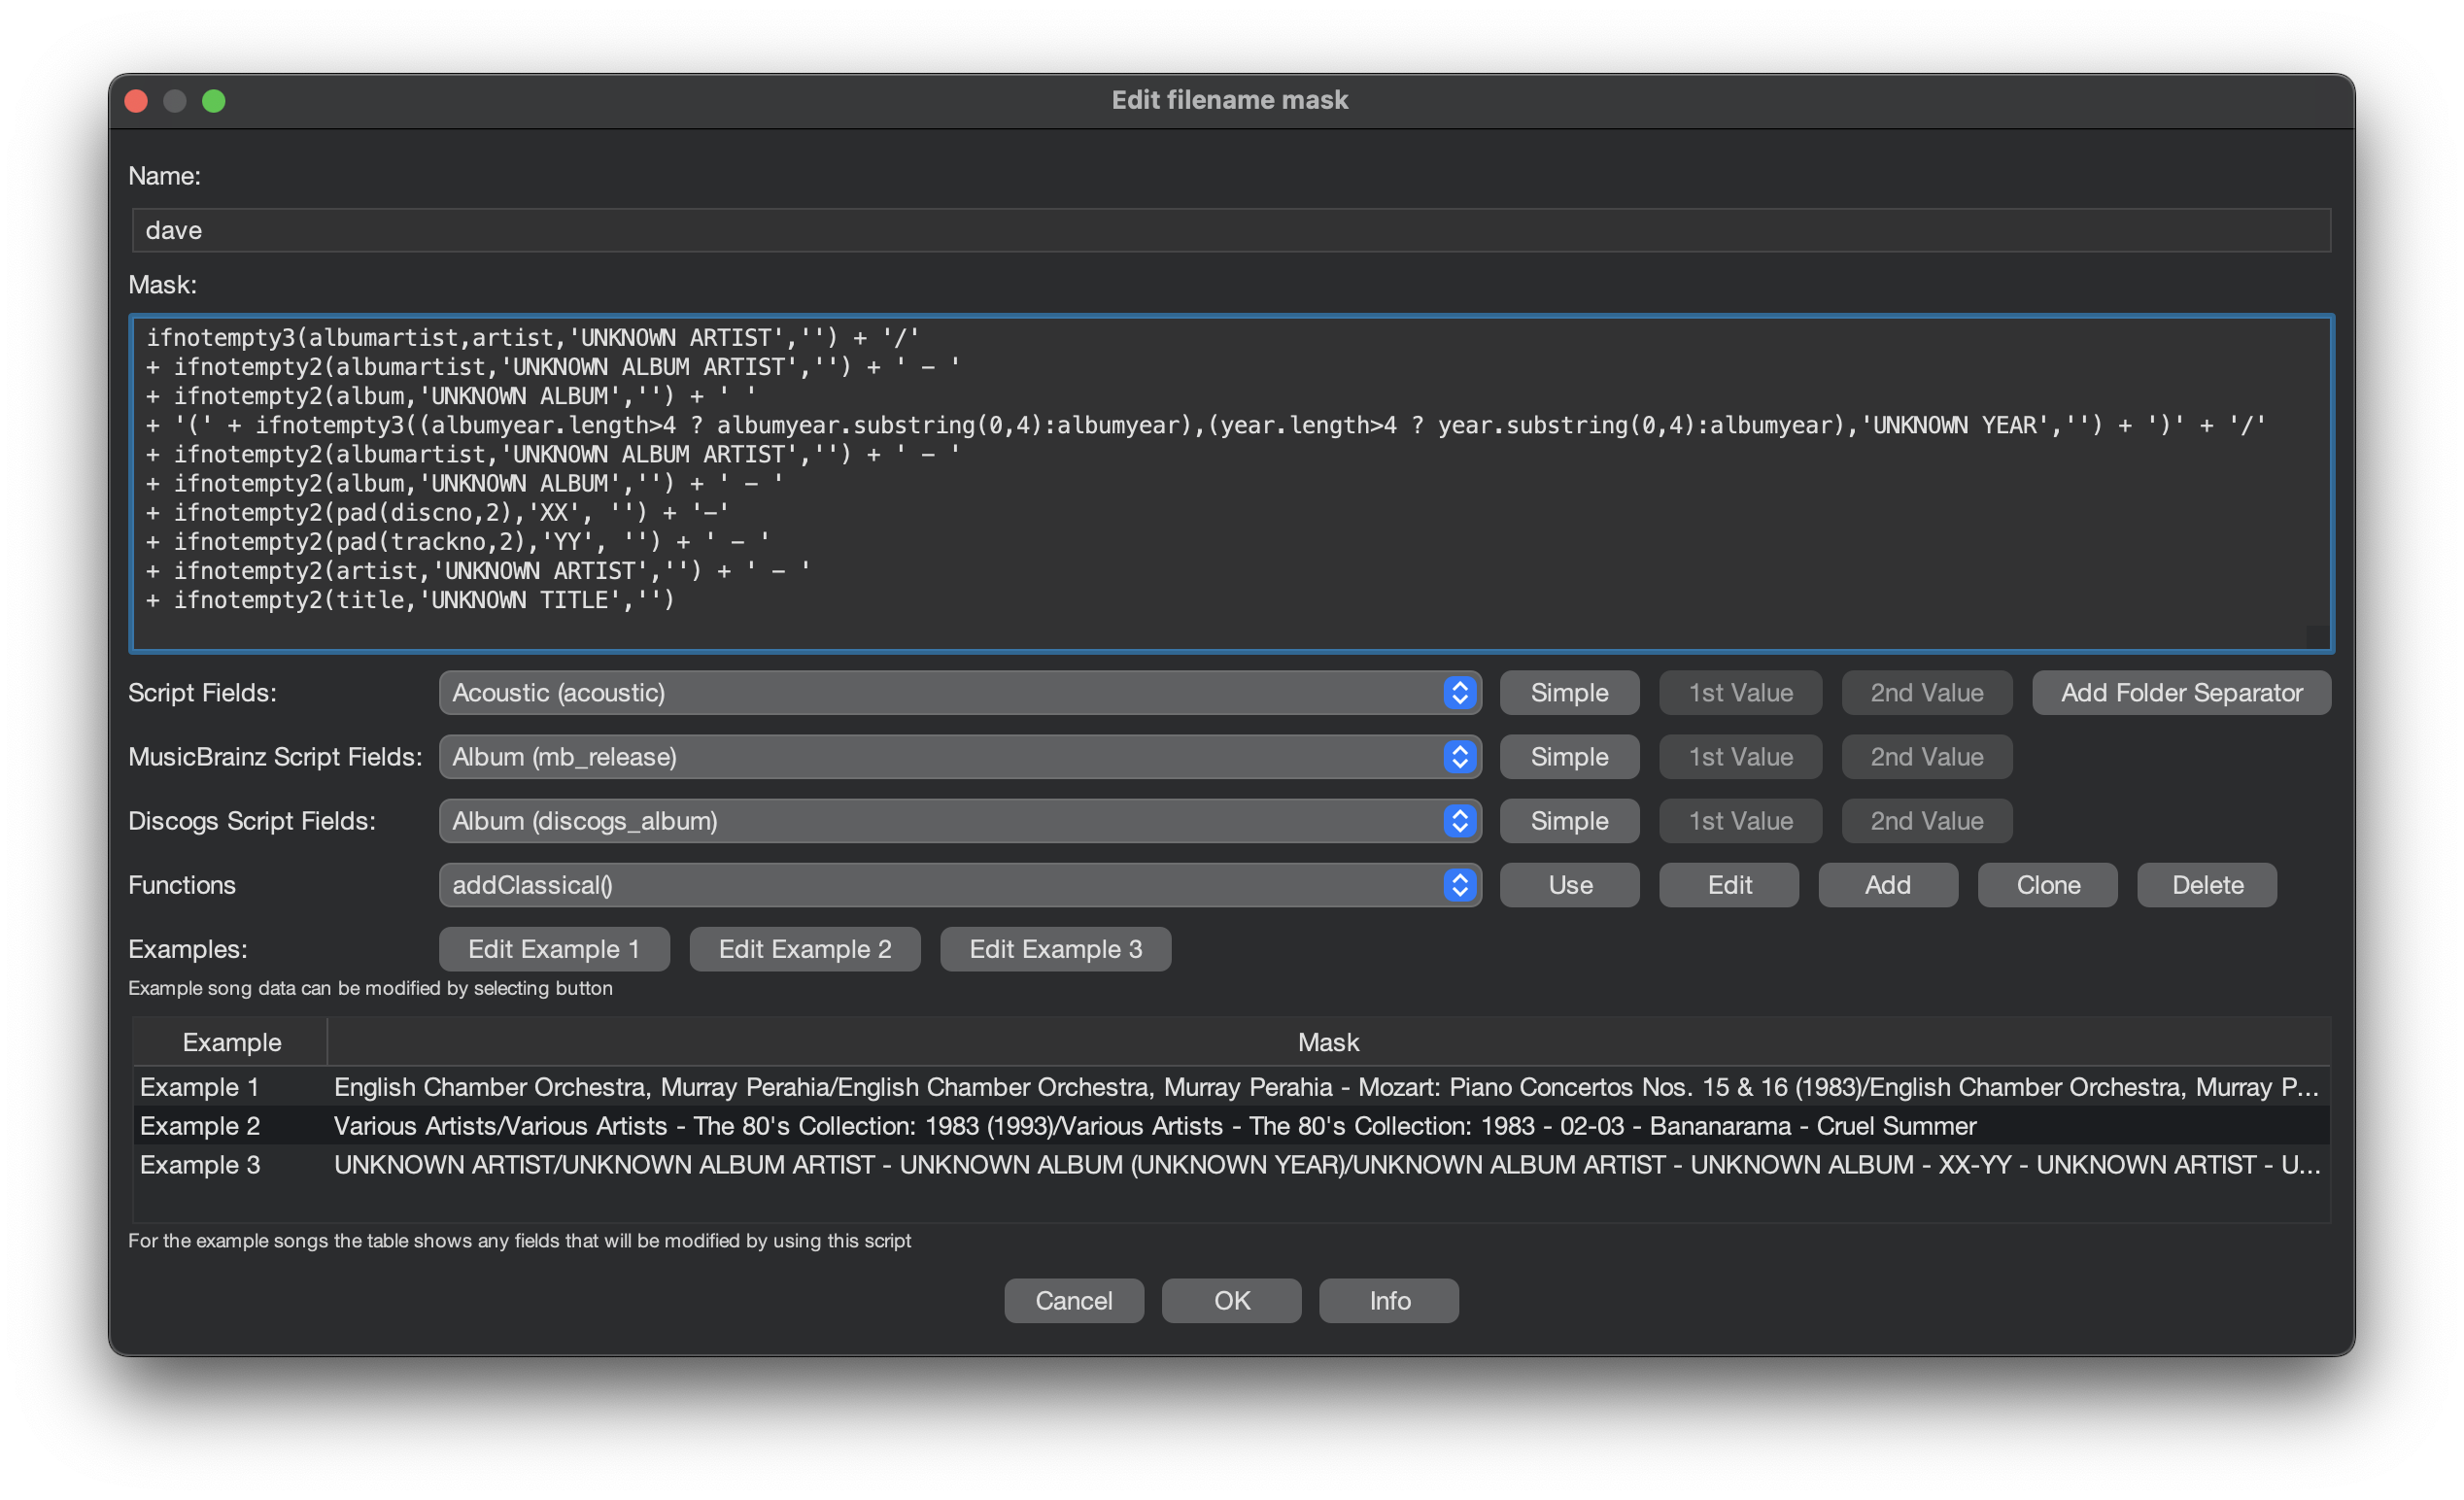 Edit filename mask
Name:
dave
Mask:
ifnotempty3(albumartist,artist,'UNKNOWN ARTIST','') + '/'
+ ifnotempty2(albumartist,'UNKNOWN ALBUM ARTIST','') + ' - '
+ ifnotempty2(album,'UNKNOWN ALBUM','') + ' '
+ '(' + ifnotempty3((albumyear.length>4 ? albumyear.substring(0,4):albumyear),(year.length>4 ? year.substring(0,4):albumyear),'UNKNOWN YEAR','') + ')' + '/'
+ ifnotempty2(albumartist,'UNKNOWN ALBUM ARTIST','') + ' - '
+ ifnotempty2(album,'UNKNOWN ALBUM','') + ' - '
+ ifnotempty2(pad(discno,2),'XX', '') + '-'
+ ifnotempty2(pad(trackno,2),'YY', '') + ' - '
+ ifnotempty2(artist,'UNKNOWN ARTIST','') + ' - '
+ ifnotempty2(title,'UNKNOWN TITLE','')
Script Fields: Acoustic (acoustic) Simple 1st Value 2nd Value Add Folder Separator
MusicBrainz Script Fields: Album (mb_release) Simple 1st Value 2nd Value
Discogs Script Fields: Album (discogs_album) Simple 1st Value 2nd Value
Functions addClassical() Use Edit Add Clone Delete
Examples: Edit Example 1 Edit Example 2 Edit Example 3
Example song data can be modified by selecting button
Example Mask
Example 1 English Chamber Orchestra, Murray Perahia/English Chamber Orchestra, Murray Perahia - Mozart: Piano Concertos Nos. 15 & 16 (1983)/English Chamber Orchestra, Murray P...
Example 2 Various Artists/Various Artists - The 80's Collection: 1983 (1993)/Various Artists - The 80's Collection: 1983 - 02-03 - Bananarama - Cruel Summer
Example 3 UNKNOWN ARTIST/UNKNOWN ALBUM ARTIST - UNKNOWN ALBUM (UNKNOWN YEAR)/UNKNOWN ALBUM ARTIST - UNKNOWN ALBUM - XX-YY - UNKNOWN ARTIST - U...
For the example songs the table shows any fields that will be modified by using this script
Cancel OK Info